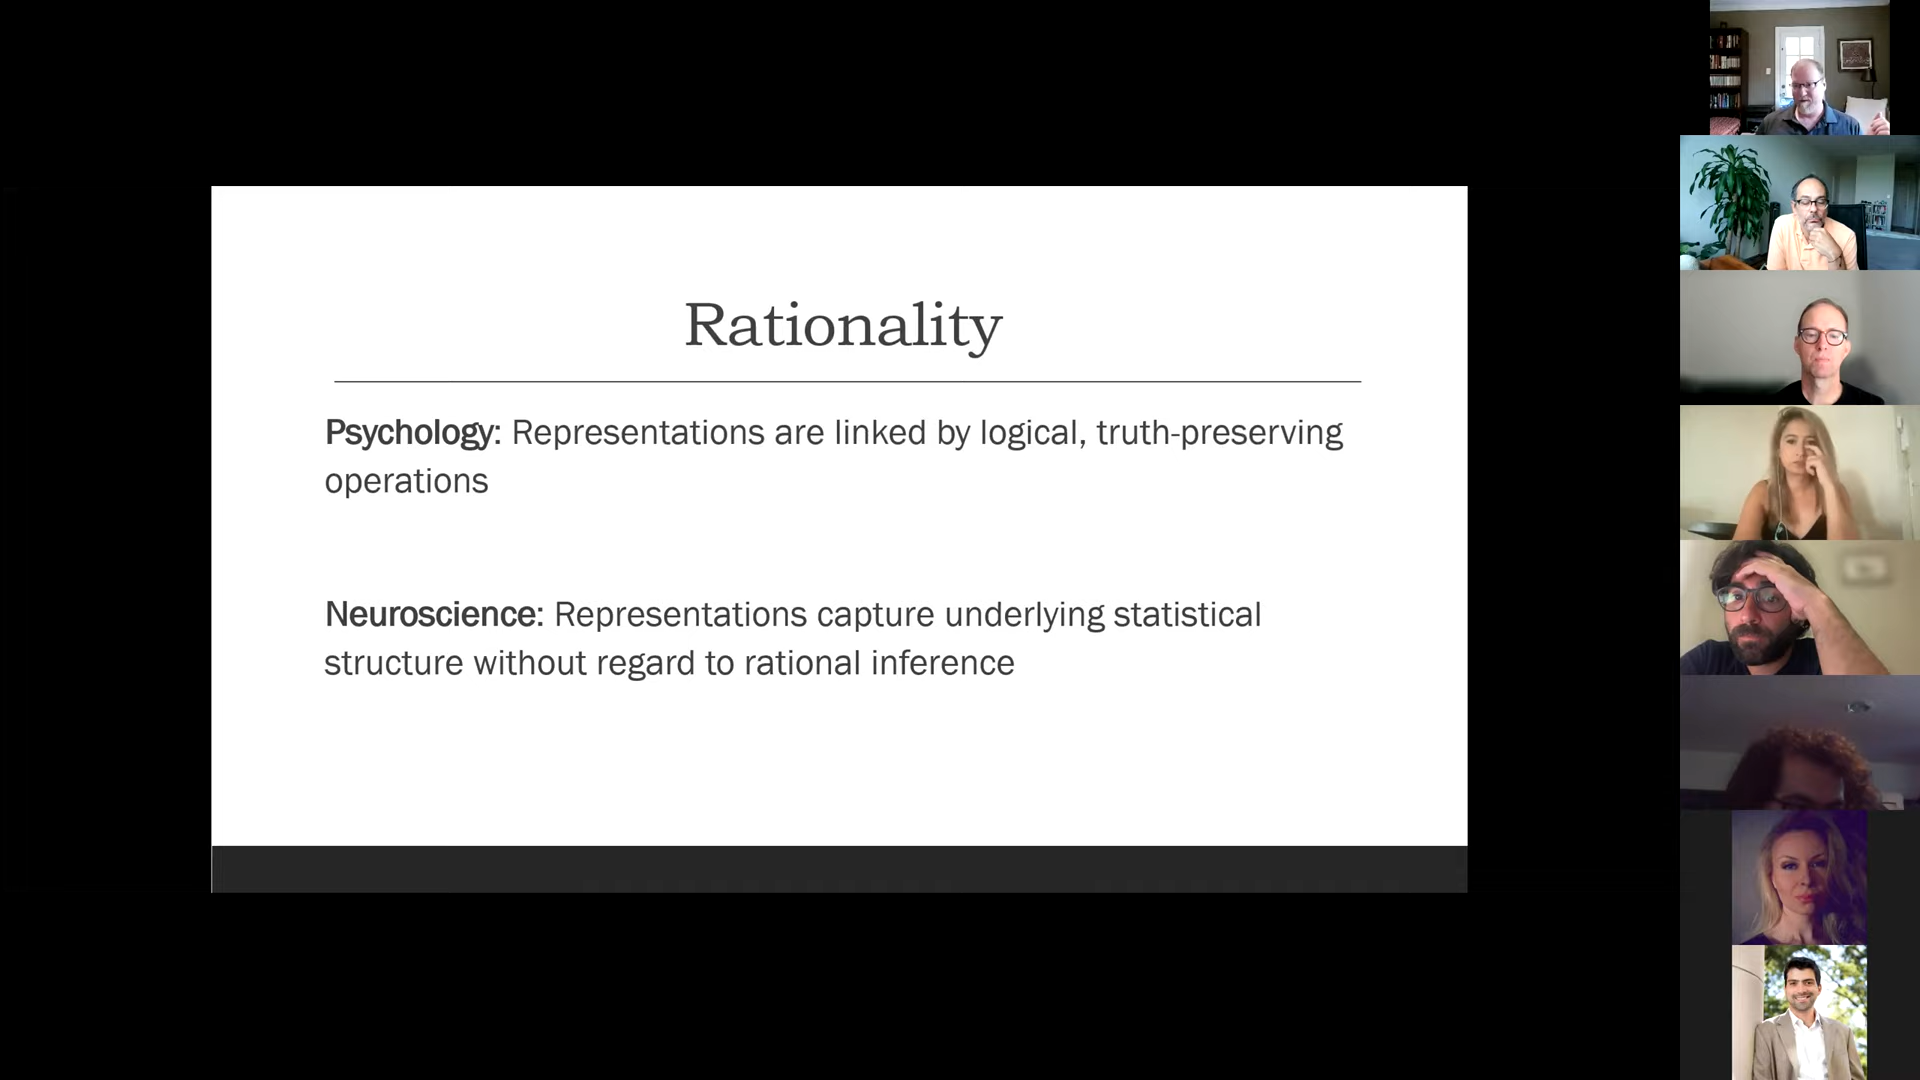 Rationality
Psychology: Representations are linked by logical, truth-preserving
operations
Neuroscience: Representations capture underlying statistical
structure without regard to rational inference